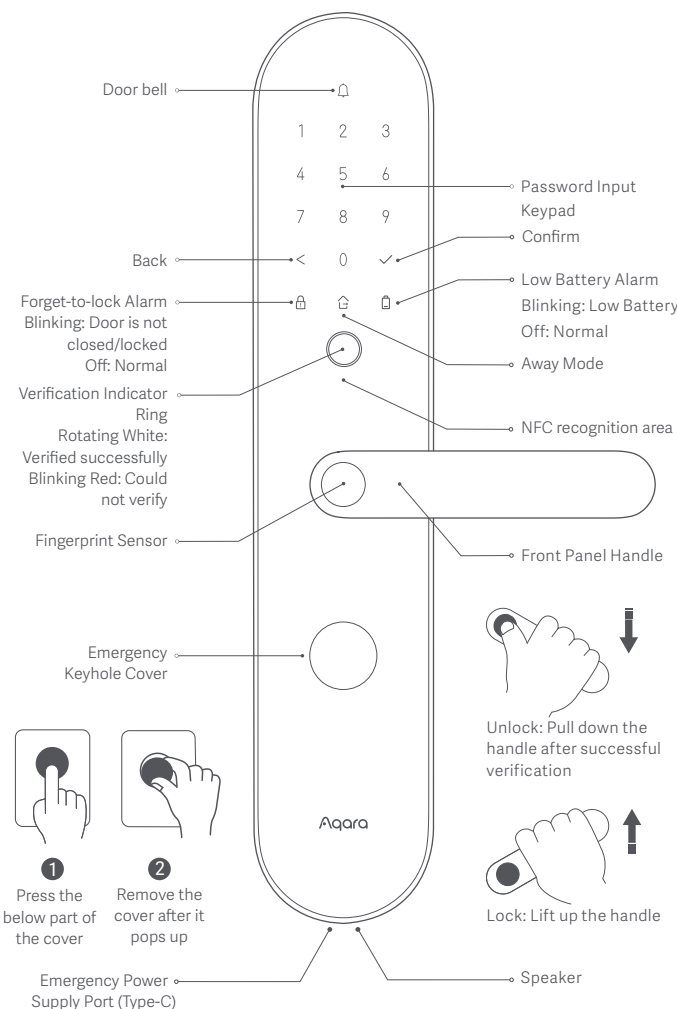 Door bell
1 2 3
4 5 6
Password Input
Keypad
7 8 9
Confirm
Back
< 0 ✓
Forget-to-lock Alarm
Blinking: Door is not
closed/locked
Off: Normal
Low Battery Alarm
Blinking: Low Battery
Off: Normal
Away Mode
Verification Indicator
Ring
Rotating White:
Verified successfully
Blinking Red: Could
not verify
NFC recognition area
Fingerprint Sensor
Front Panel Handle
Emergency
Keyhole Cover
Unlock: Pull down the
handle after successful
verification
Aqara
1
Press the
below part of
the cover
2
Remove the
cover after it
pops up
Lock: Lift up the handle
Emergency Power
Supply Port (Type-C)
Speaker